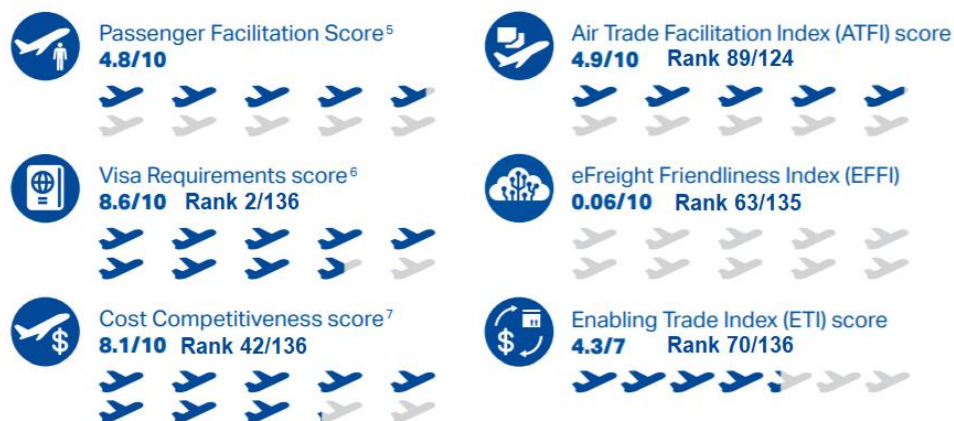 Passenger Facilitation Score⁵
4.8/10
Visa Requirements score⁶
8.6/10 Rank 2/136
Cost Competitiveness score⁷
8.1/10 Rank 42/136
$
Air Trade Facilitation Index (ATFI) score
4.9/10 Rank 89/124
eFreight Friendliness Index (EFFI)
0.06/10 Rank 63/135
Enabling Trade Index (ETI) score
4.3/7 Rank 70/136
$